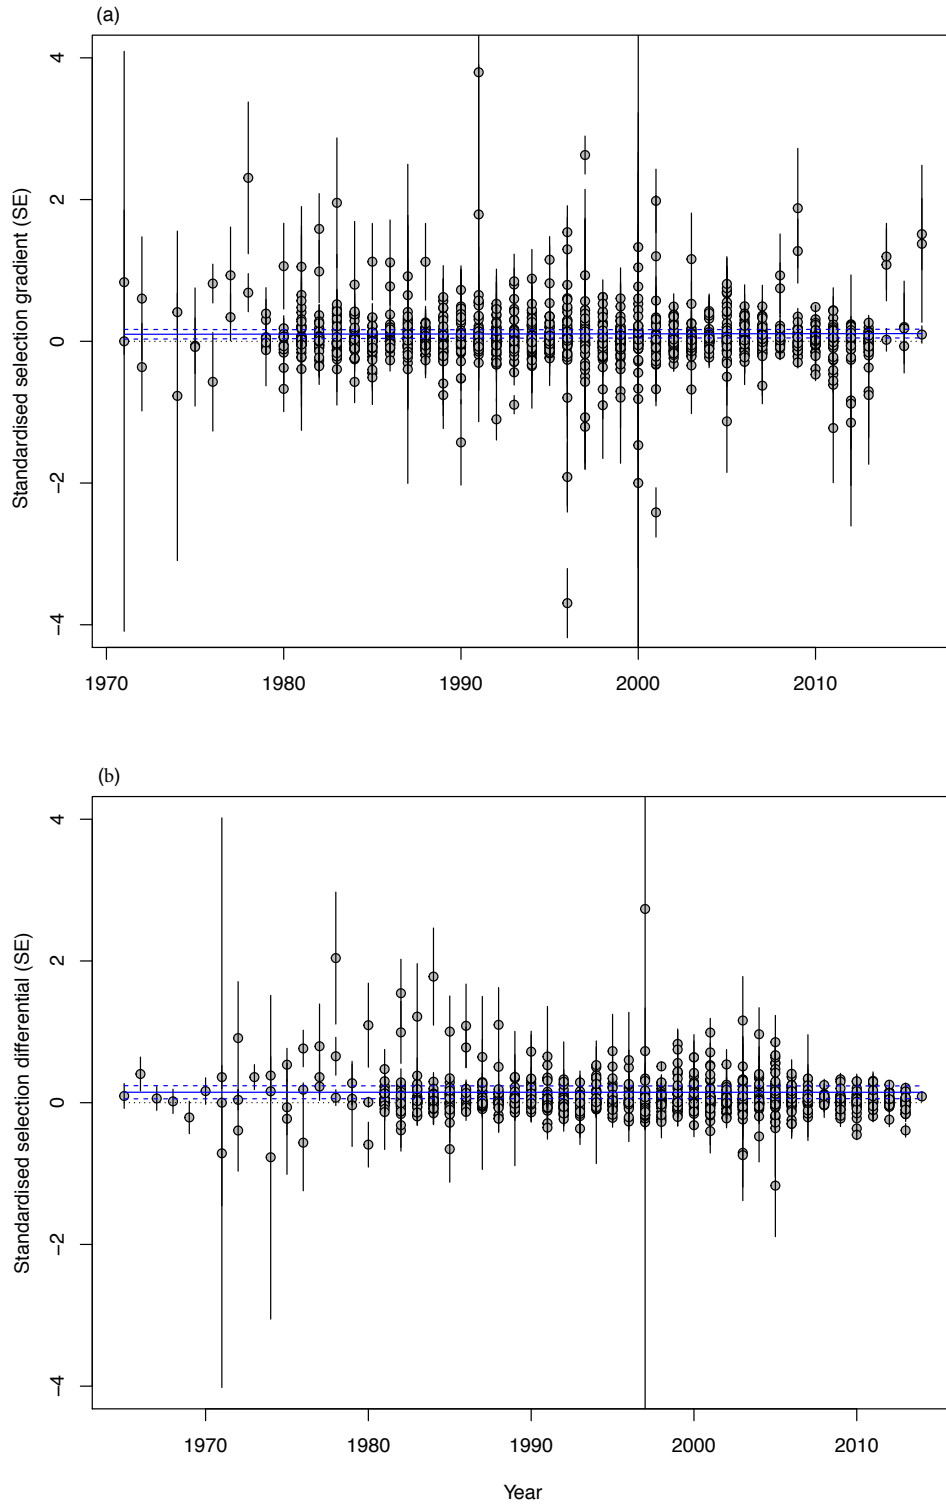 (a)
Standardised selection gradient (SE)
4
2
0
−2
−4
1970 1980 1990 2000 2010
(b)
Standardised selection differential (SE)
4
2
0
−2
−4
1970 1980 1990 2000 2010
Year